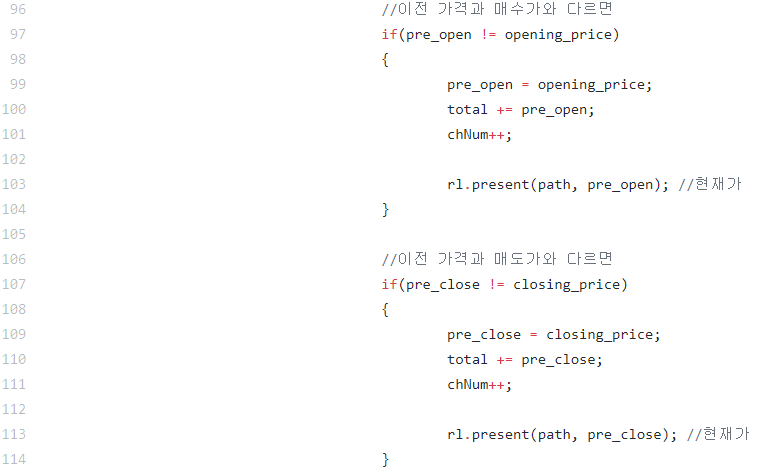 96 //이전 가격과 매수가와 다르면
97 if(pre_open != opening_price)
98 {
99 pre_open = opening_price;
100 total += pre_open;
101 chNum++;
102
103 rl.present(path, pre_open); //현재가
104 }
105
106 //이전 가격과 매도가와 다르면
107 if(pre_close != closing_price)
108 {
109 pre_close = closing_price;
110 total += pre_close;
111 chNum++;
112
113 rl.present(path, pre_close); //현재가
114 }